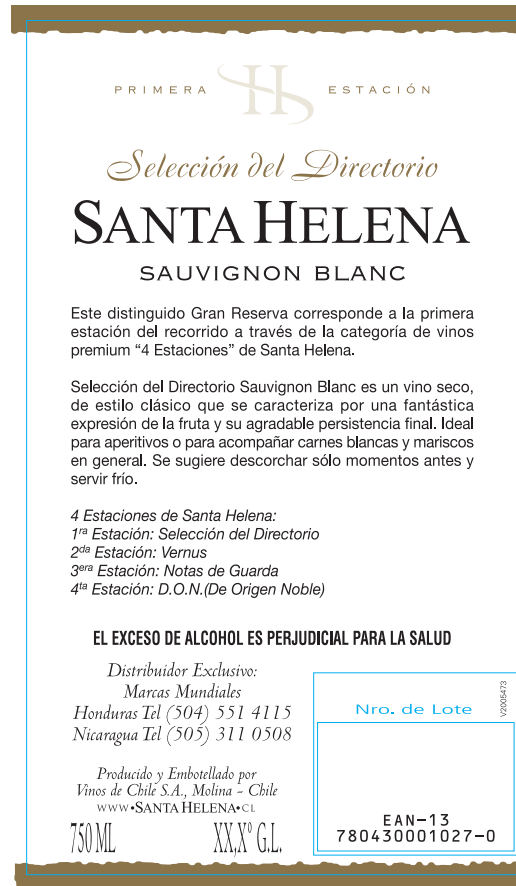 PRIMERA H ESTACIÓN
Selección del Directorio
SANTA HELENA
SAUVIGNON BLANC
Este distinguido Gran Reserva corresponde a la primera
estación del recorrido a través de la categoría de vinos
premium “4 Estaciones” de Santa Helena.
Selección del Directorio Sauvignon Blanc es un vino seco,
de estilo clásico que se caracteriza por una fantástica
expresión de la fruta y su agradable persistencia final. Ideal
para aperitivos o para acompañar carnes blancas y mariscos
en general. Se sugiere descorchar sólo momentos antes y
servir frío.
4 Estaciones de Santa Helena:
1ra Estación: Selección del Directorio
2da Estación: Vernus
3era Estación: Notas de Guarda
4ta Estación: D.O.N.(De Origen Noble)
EL EXCESO DE ALCOHOL ES PERJUDICIAL PARA LA SALUD
Distribuidor Exclusivo:
Marcas Mundiales
Honduras Tel (504) 551 4115
Nicaragua Tel (505) 311 0508
Producido y Embotellado por
Vinos de Chile S.A., Molina - Chile
WWW•SANTA HELENA•CL
750 ML XX,Xº G.L.
Nro. de Lote
V2005473
EAN-13
780430001027-0